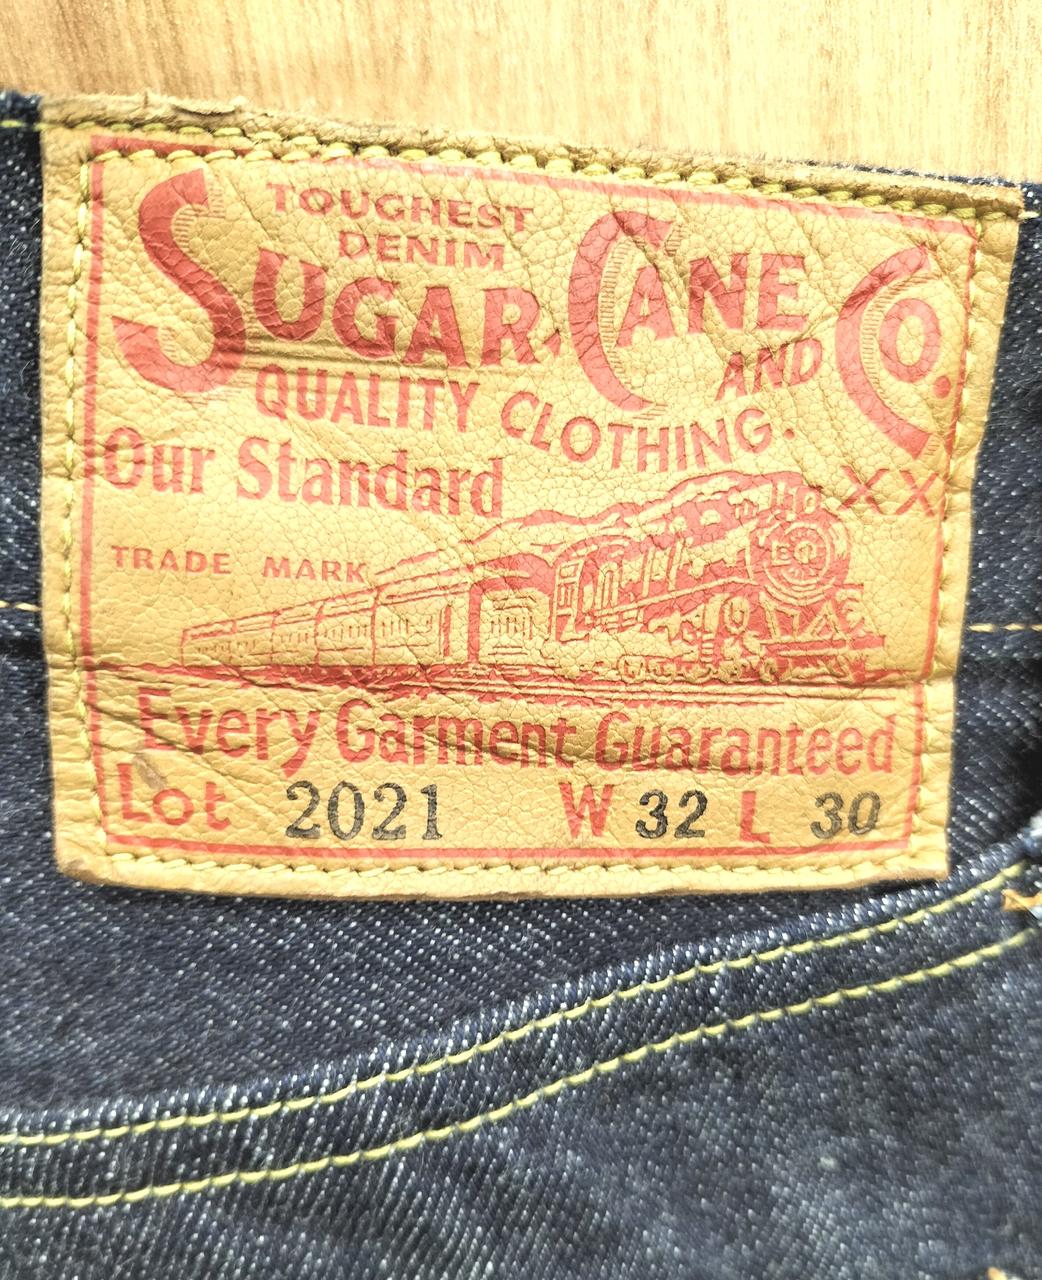 TOUGHEST
DENIM
SUGAR CANE CO.
AND
QUALITY CLOTHING.
Our Standard
XX
TRADE MARK
Every Garment Guaranteed
Lot 2021 W 32 L 30